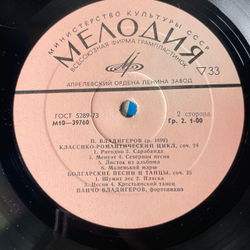 МИНИСТЕРСТВО КУЛЬТУРЫ СССР
МЕЛОДИЯ
ВСЕСОЮЗНАЯ ФИРМА ГРАМПЛАСТИНОК
АПРЕЛЕВСКИЙ ОРДЕНА ЛЕНИНА ЗАВОД
33
ГОСТ 5289-73
М10—39760
2 сторона
Гр. 2. 1-00
П. ВЛАДИГЕРОВ (р. 1899)
КЛАССИКО-РОМАНТИЧЕСКИЙ ЦИКЛ, соч. 24
1. Ригодон 2. Сарабанда
3. Менуэт 4. Северная песня
5. Листок из альбома
6. Маленький марш
БОЛГАРСКИЕ ПЕСНИ И ТАНЦЫ, соч. 25
1. Шумит лес 2. Пляска
3. Песня 4. Крестьянский танец
ПАНЧО ВЛАДИГЕРОВ, фортепиано